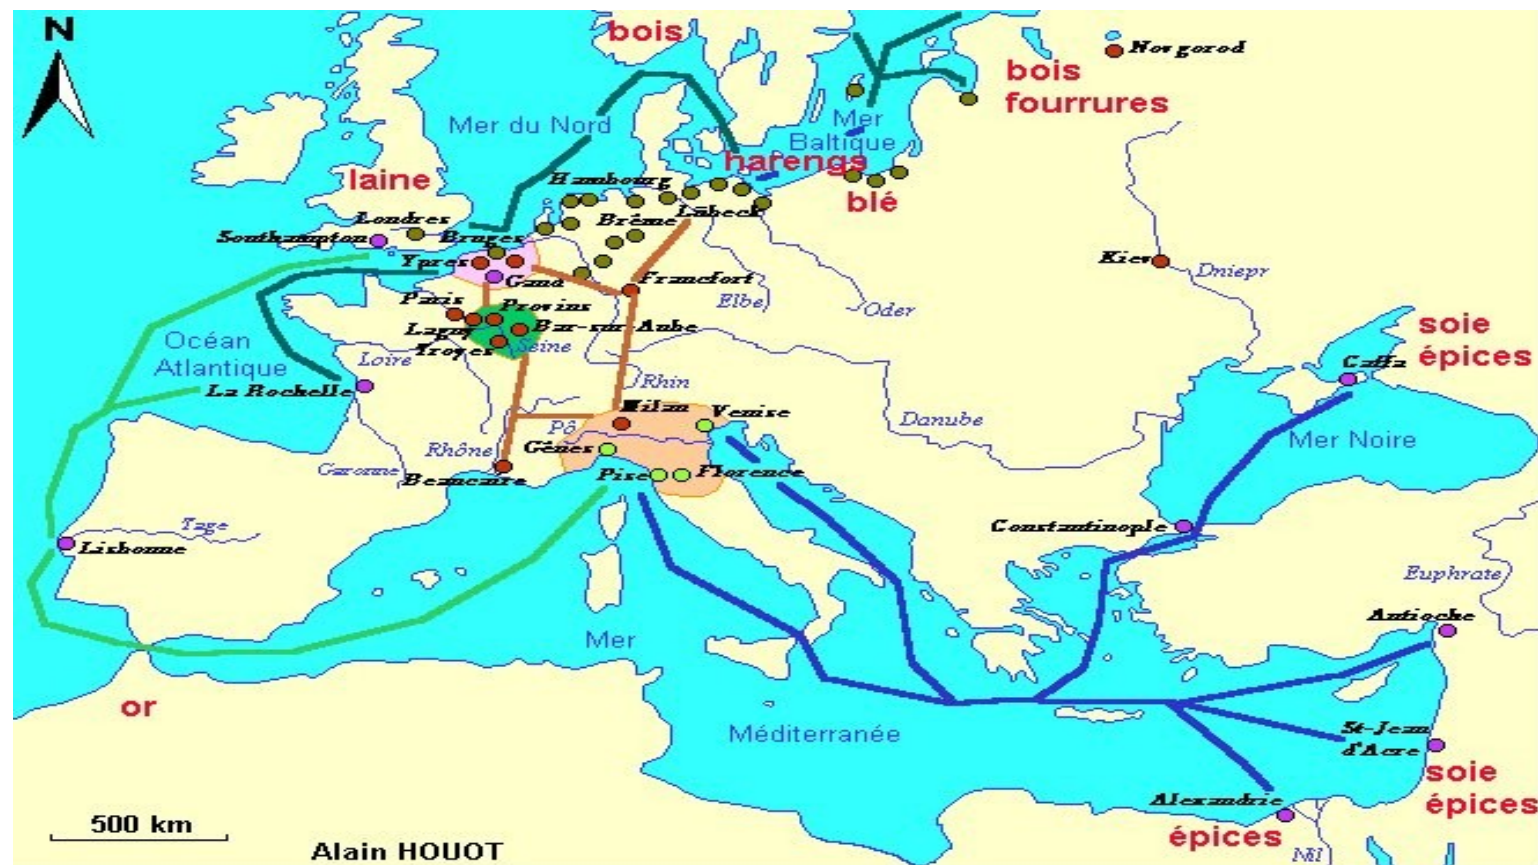 N
bois
Novgorod
bois
fourrures
Mer du Nord
Mer
Baltique
harengs
laine
Hambourg
blé
Londres
Brême
Lübeck
Southampton
Bruges
Ypres
Gand
Francfort
Kiev
Dniepr
Elbe
Oder
Paris
Provins
Lagny
Bar-sur-Aube
Troyes
Seine
Océan
Atlantique
Loire
soie
épices
Caffa
La Rochelle
Rhin
Milan
Venise
Danube
Mer Noire
Pô
Rhône
Gênes
Garonne
Beaucaire
Pise
Florence
Tage
Lisbonne
Constantinople
Euphrate
Antioche
Mer
or
Méditerranée
St-Jean
d'Acre
soie
épices
Alexandrie
épices
500 km
Alain HOUOT
Nil